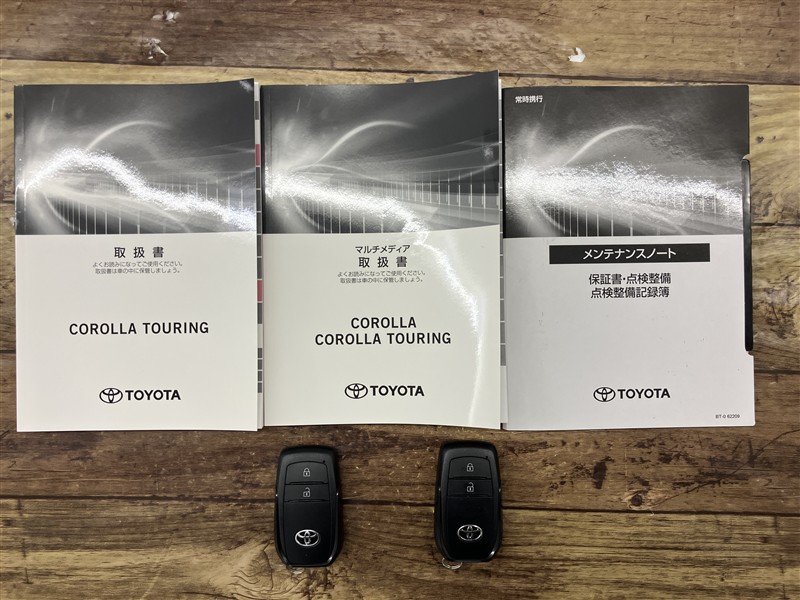 取扱書
よくお読みになってご使用ください。
取扱書は車の中に保管しましょう。
COROLLA TOURING
TOYOTA
マルチメディア
取扱書
よくお読みになってご使用ください。
取扱書は車の中に保管しましょう。
COROLLA
COROLLA TOURING
TOYOTA
常時携行
メンテナンスノート
保証書・点検整備
点検整備記録簿
TOYOTA